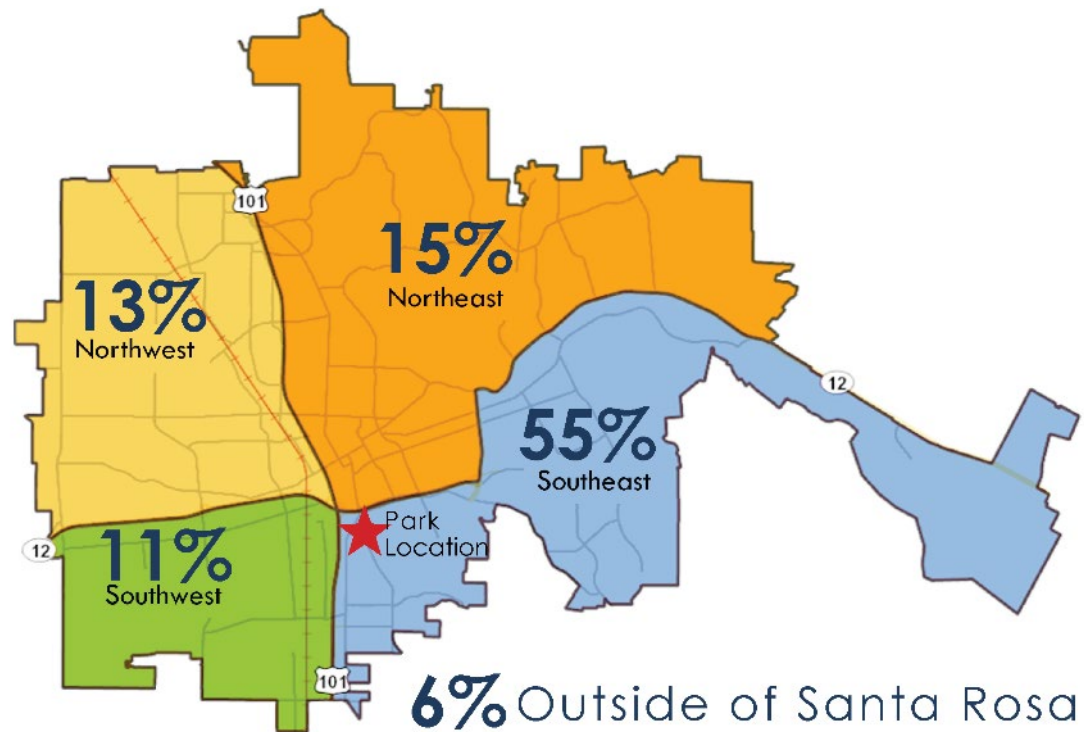 101
15%
Northeast
13%
Northwest
12
55%
Southeast
Park
Location
12
11%
Southwest
101
6% Outside of Santa Rosa